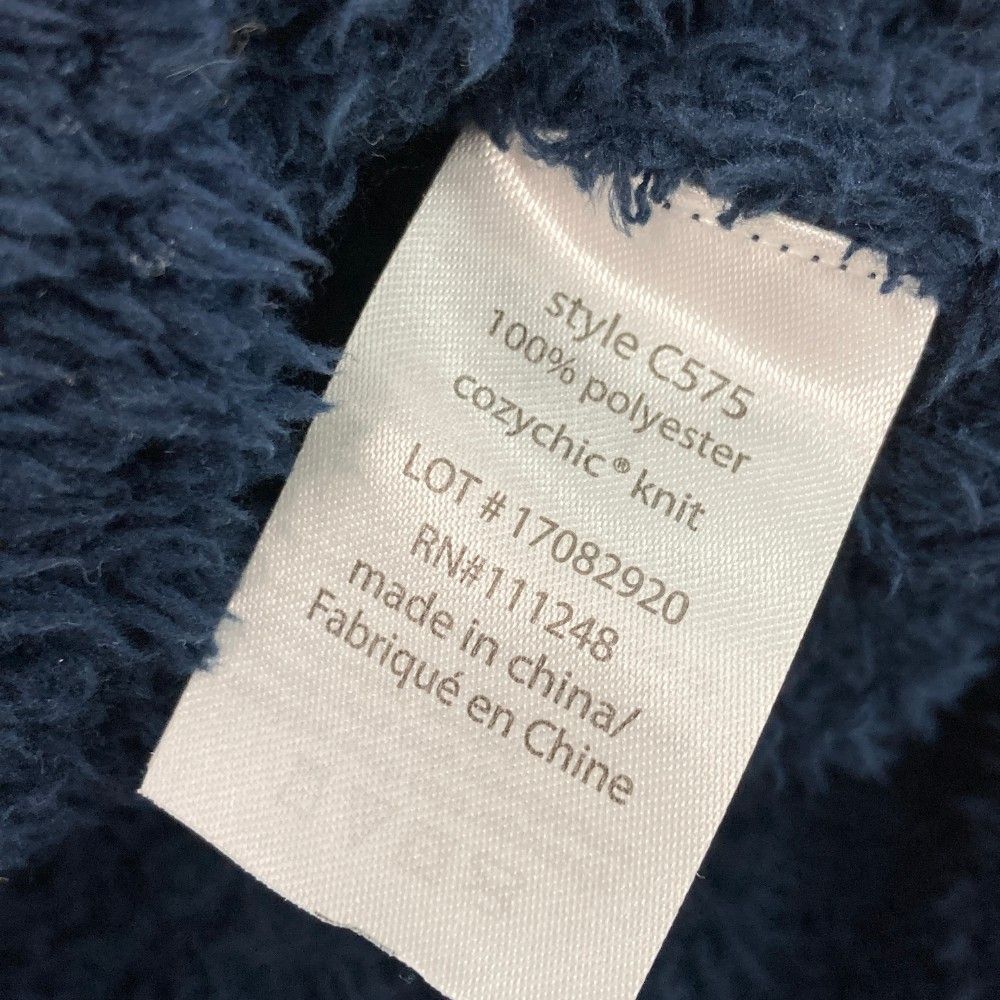 style C575
100% polyester
cozychic® knit
LOT # 17082920
RN#111248
made in china/
Fabriqué en Chine